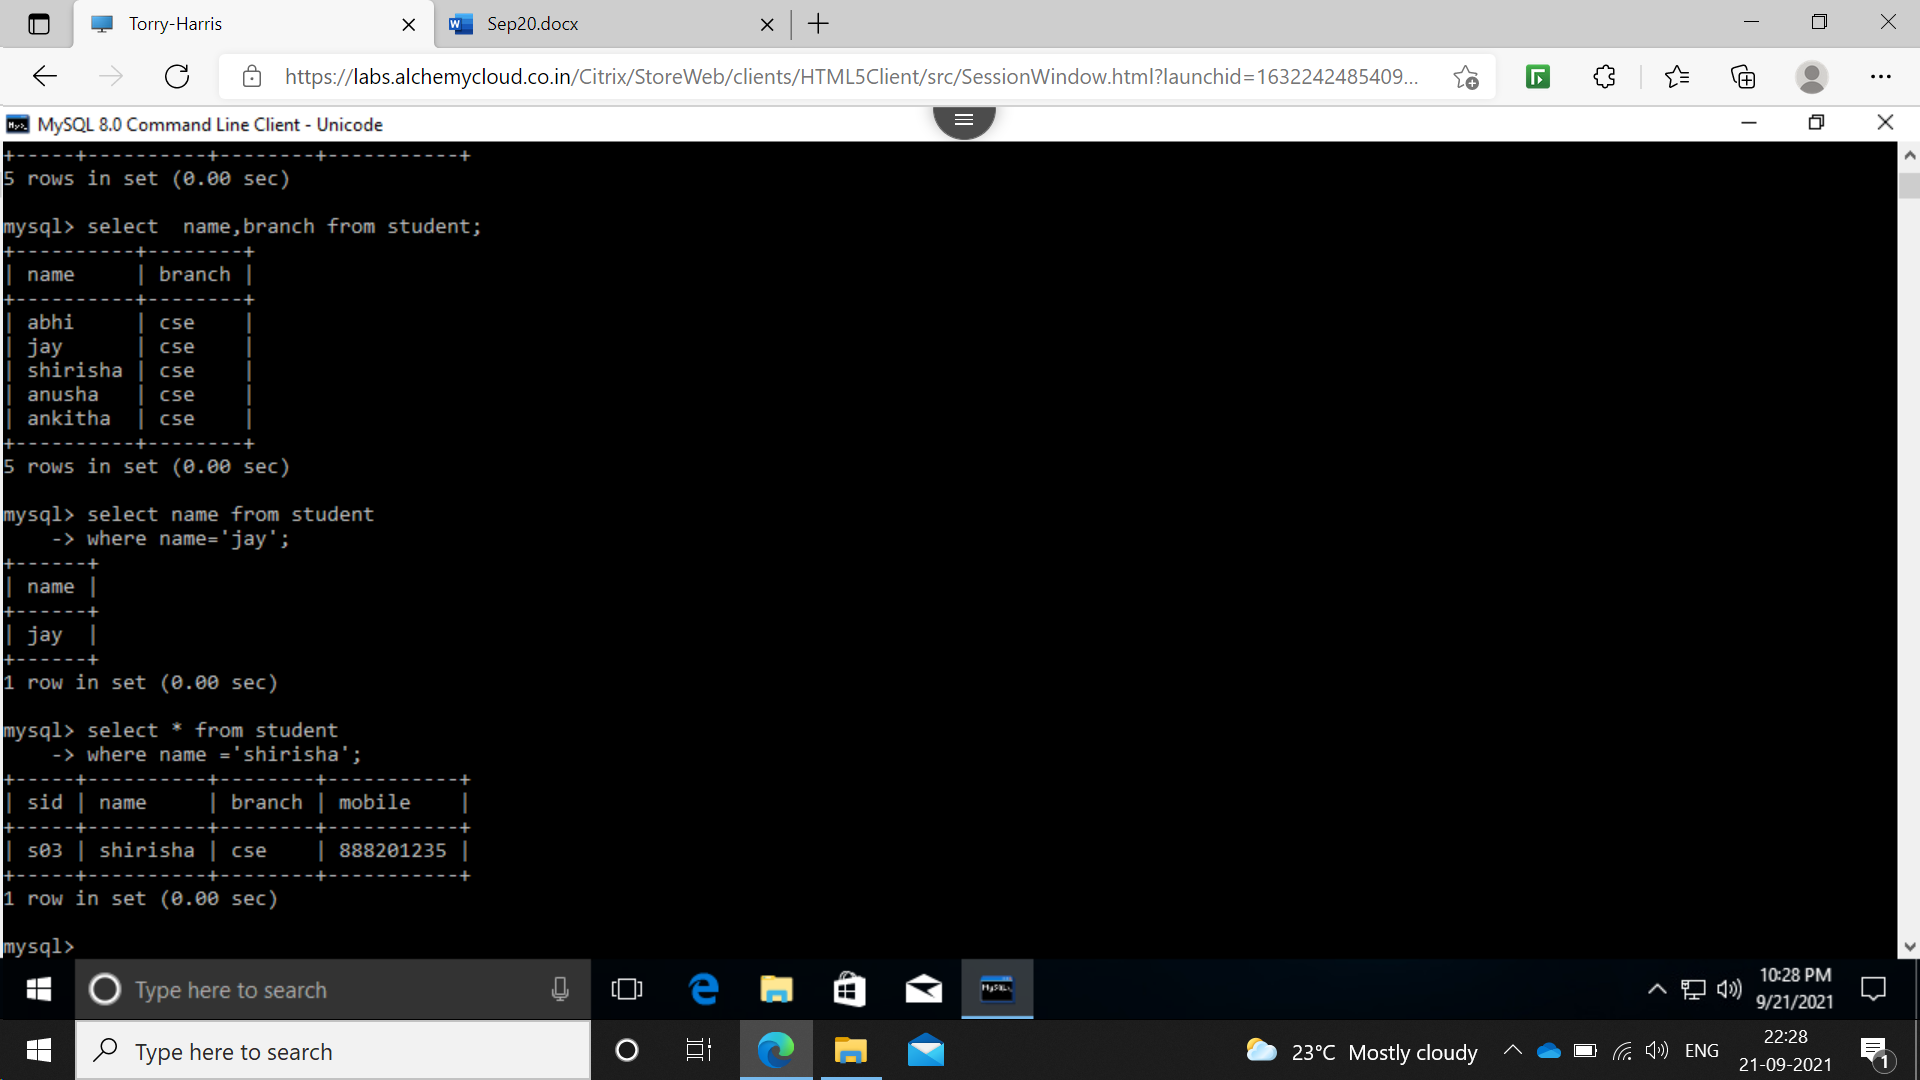 Torry-Harris
Sep20.docx
https://labs.alchemycloud.co.in/Citrix/StoreWeb/clients/HTML5Client/src/SessionWindow.html?launchid=1632242485409...
MySQL 8.0 Command Line Client - Unicode
+-----+----------+--------+-----------+
5 rows in set (0.00 sec)
mysql> select  name,branch from student;
+----------+--------+
| name     | branch |
+----------+--------+
| abhi     | cse    |
| jay      | cse    |
| shirisha | cse    |
| anusha   | cse    |
| ankitha  | cse    |
+----------+--------+
5 rows in set (0.00 sec)
mysql> select name from student
    -> where name='jay';
+------+
| name |
+------+
| jay  |
+------+
1 row in set (0.00 sec)
mysql> select * from student
    -> where name ='shirisha';
+-----+----------+--------+-----------+
| sid | name     | branch | mobile    |
+-----+----------+--------+-----------+
| s03 | shirisha | cse    | 888201235 |
+-----+----------+--------+-----------+
1 row in set (0.00 sec)
mysql>
Type here to search
10:28 PM
9/21/2021
Type here to search
23°C Mostly cloudy
ENG
22:28
21-09-2021
1